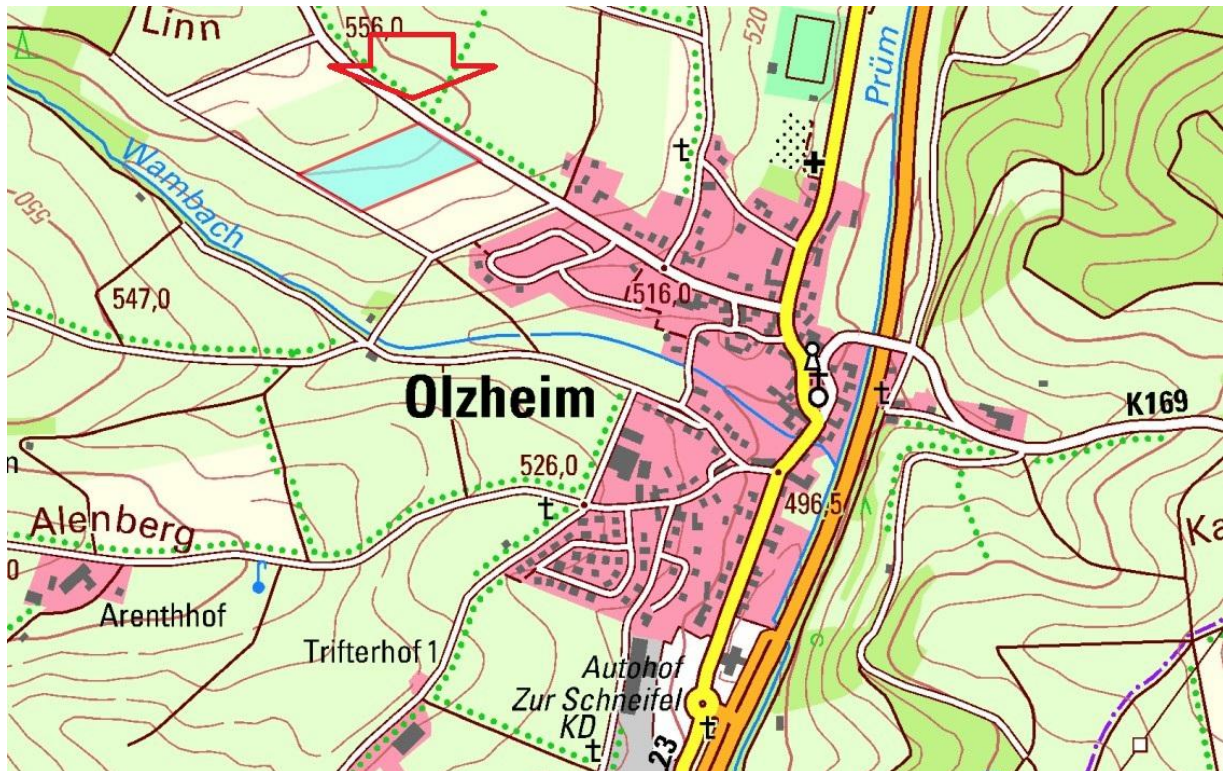 Linn
556,0
520
Prüm
Wambach
550
547,0
516,0
Olzheim
K169
526,0
496,5
Alenberg
Ka
0
n
Arenthhof
Trifterhof 1
Autohof
Zur Schneifel
KD
23